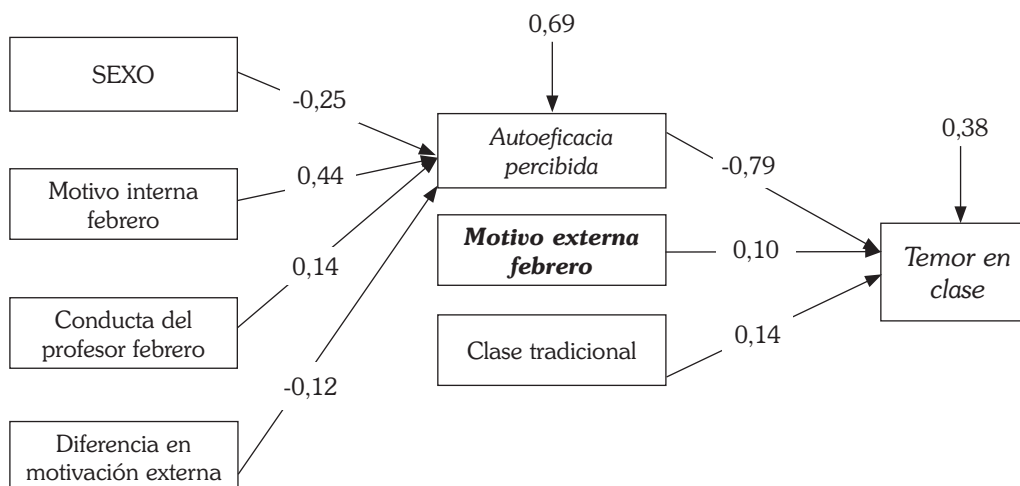 0,69
SEXO
-0,25
Autoeficacia
percibida
0,38
-0,79
Motivo interna
febrero
0,44
Motivo externa
febrero
0,10
Temor en
clase
0,14
Conducta del
profesor febrero
Clase tradicional
0,14
-0,12
Diferencia en
motivación externa